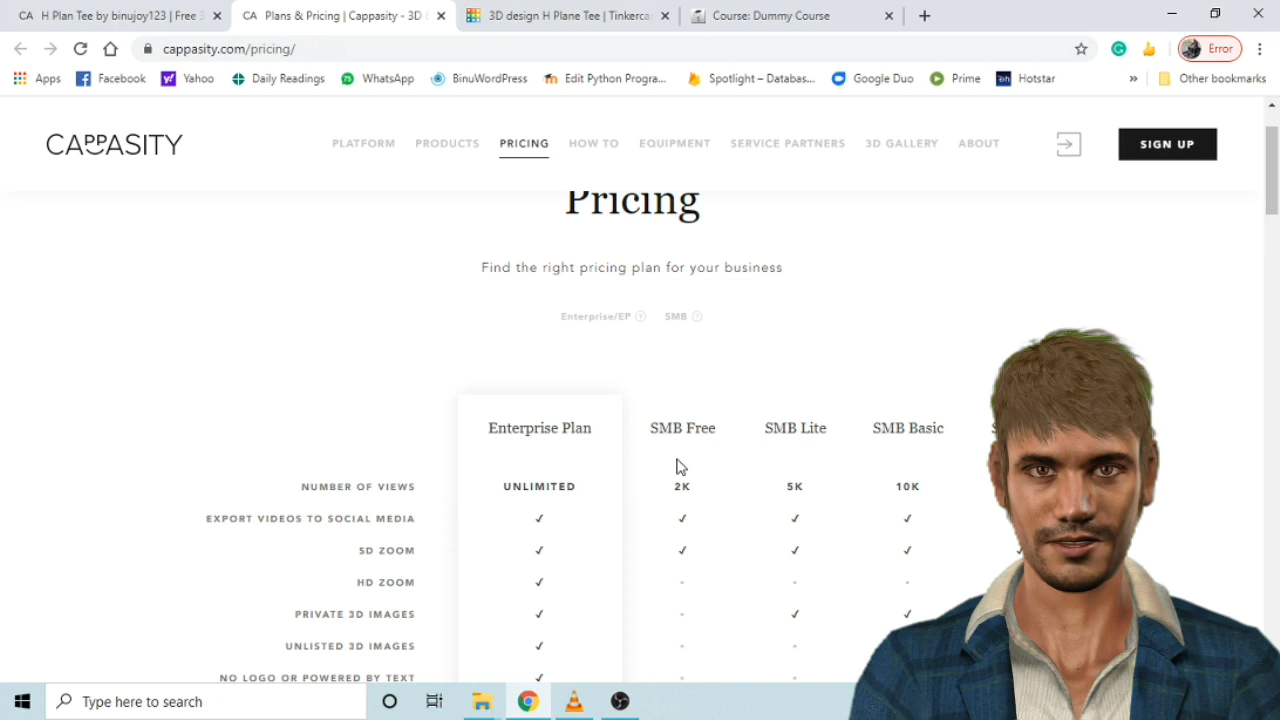 CA H Plan Tee by binujoy123 | Free 3
CA Plans & Pricing | Cappasity - 3D
3D design H Plane Tee | Tinkerca
Course: Dummy Course
cappasity.com/pricing/
Error
Apps Facebook Yahoo Daily Readings WhatsApp BinuWordPress Edit Python Progra... Spotlight – Databas... Google Duo Prime Hotstar » Other bookmarks
CAPPASITY PLATFORM PRODUCTS PRICING HOW TO EQUIPMENT SERVICE PARTNERS 3D GALLERY ABOUT SIGN UP
Pricing
Find the right pricing plan for your business
Enterprise/EP ? SMB ?
Enterprise Plan SMB Free SMB Lite SMB Basic
NUMBER OF VIEWS UNLIMITED 2K 5K 10K
EXPORT VIDEOS TO SOCIAL MEDIA ✓ ✓ ✓ ✓
SD ZOOM ✓ ✓ ✓ ✓
HD ZOOM ✓
PRIVATE 3D IMAGES ✓ ✓ ✓
UNLISTED 3D IMAGES ✓
NO LOGO OR POWERED BY TEXT ✓
Type here to search